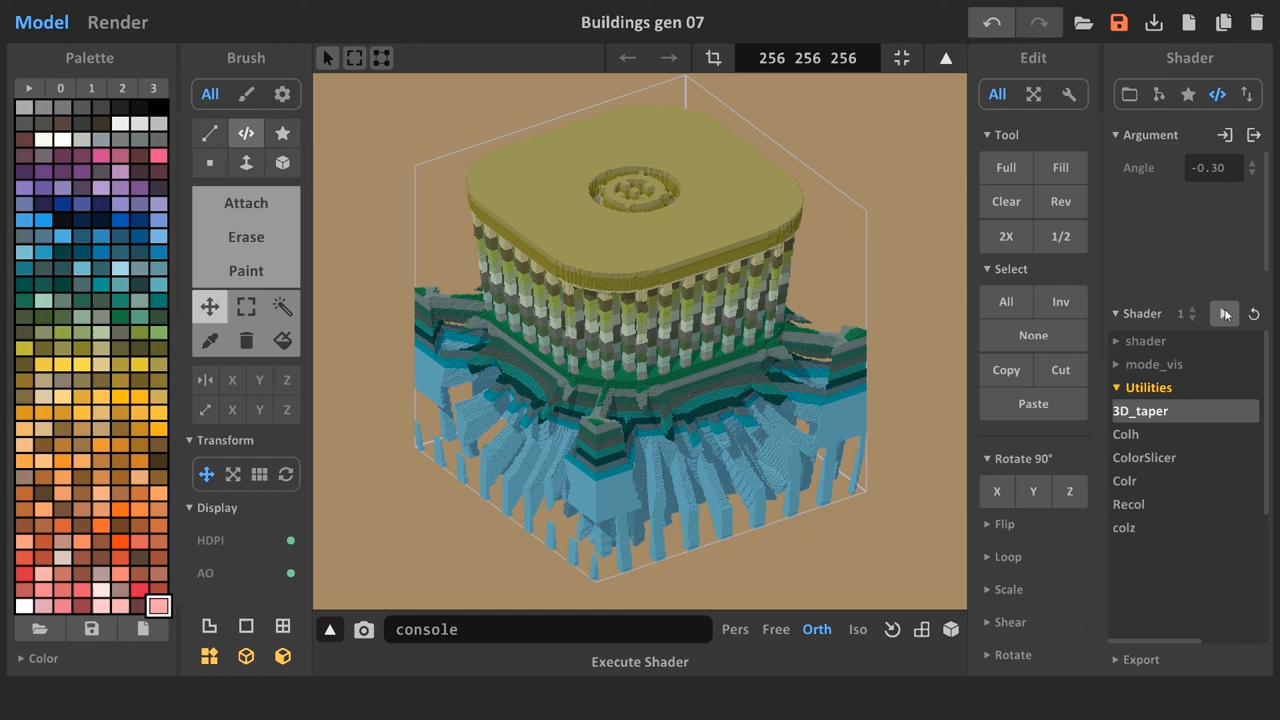 Model Render
Buildings gen 07
Palette
Brush
256 256 256
Edit
Shader
0 1 2 3
All
All
Tool
Full Fill
Clear Rev
2X 1/2
Select
All Inv
None
Copy Cut
Paste
Rotate 90°
X Y Z
Flip
Loop
Scale
Shear
Rotate
Argument
Angle -0.30
Shader 1
shader
mode_vis
Utilities
3D_taper
Colh
ColorSlicer
Colr
Recol
colz
Export
Attach
Erase
Paint
X Y Z
X Y Z
Transform
Display
HDPI
AO
Color
console
Pers Free Orth Iso
Execute Shader